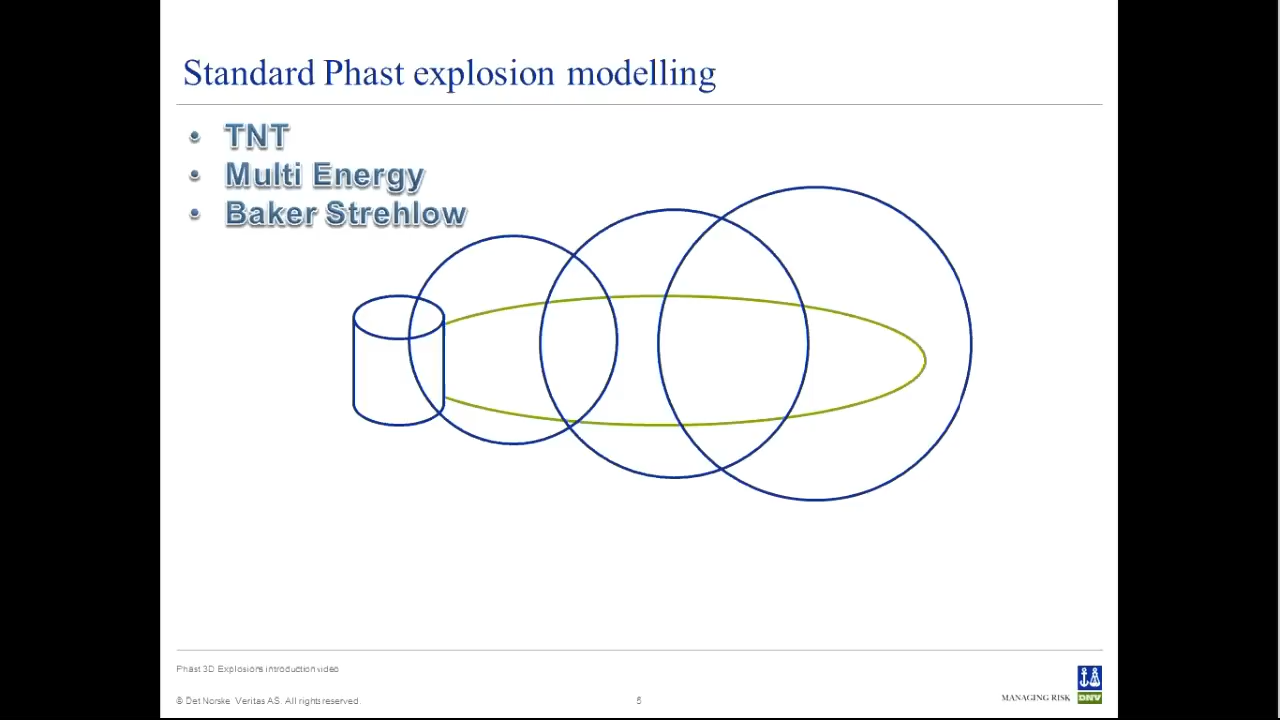 Standard Phast explosion modelling
• TNT
• Multi Energy
• Baker Strehlow
Phast 3D Explosions introduction video
© Det Norske Veritas AS. All rights reserved.
5
MANAGING RISK
DNV